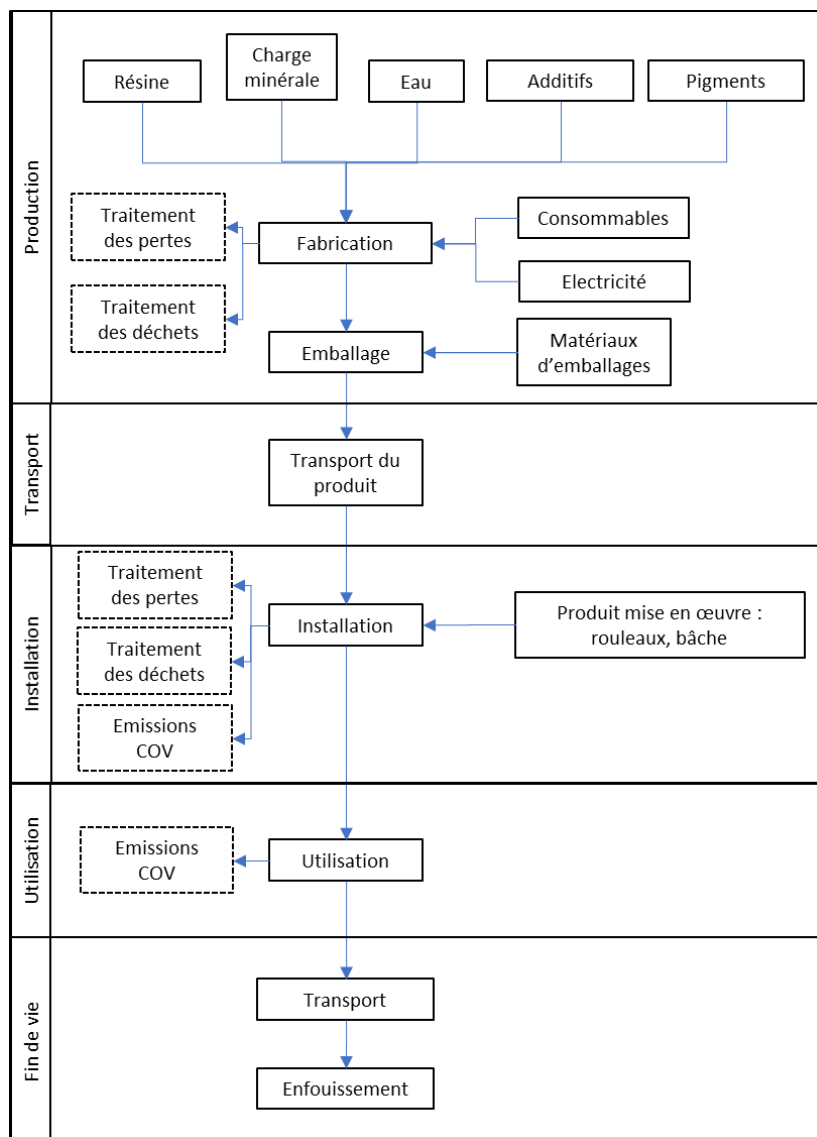 Production
Résine
Charge
minérale
Eau
Additifs
Pigments
Traitement
des pertes
Fabrication
Consommables
Electricité
Traitement
des déchets
Emballage
Matériaux
d’emballages
Transport
Transport du
produit
Installation
Traitement
des pertes
Installation
Produit mise en œuvre :
rouleaux, bâche
Traitement
des déchets
Emissions
COV
Utilisation
Emissions
COV
Utilisation
Fin de vie
Transport
Enfouissement